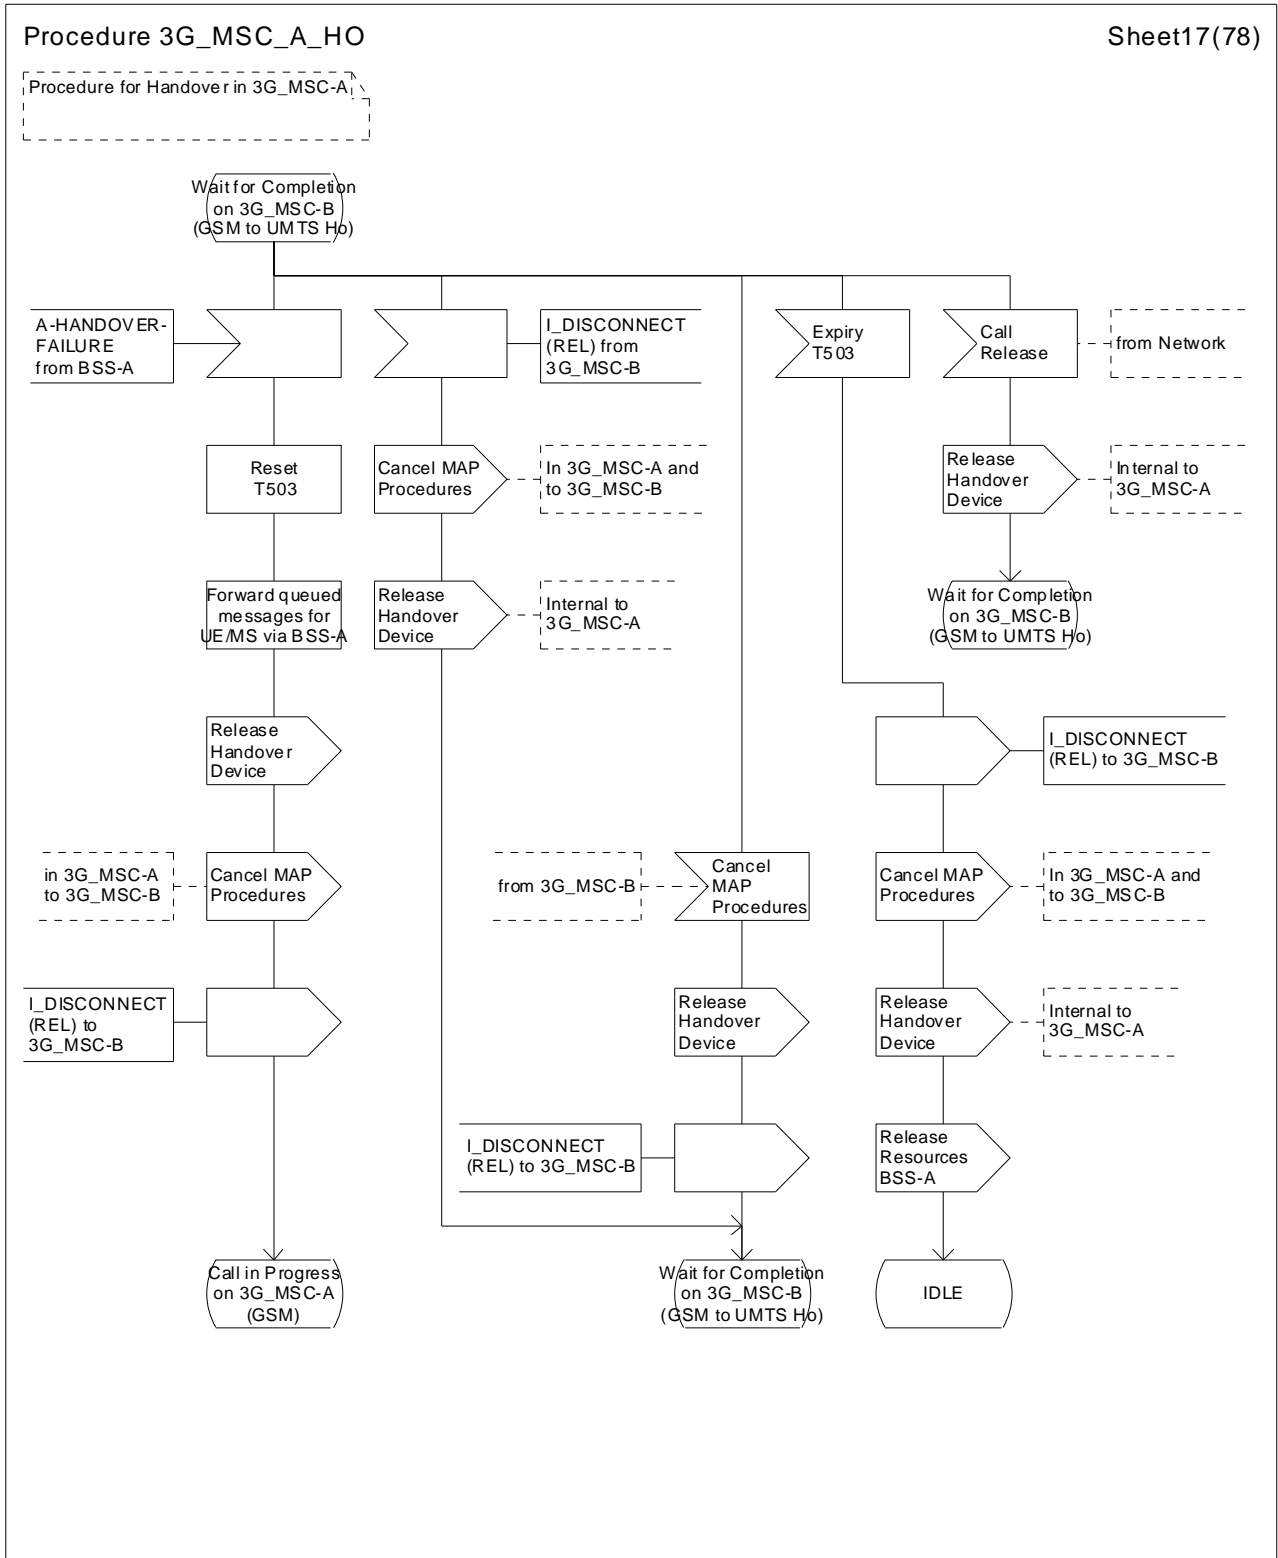 Procedure 3G_MSC_A_HO
Sheet17(78)
Procedure for Handover in 3G_MSC-A
Wait for Completion
on 3G_MSC-B
(GSM to UMTS Ho)
A-HANDOVER-
FAILURE
from BSS-A
I_DISCONNECT
(REL) from
3G_MSC-B
Expiry
T503
Call
Release
from Network
Reset
T503
Cancel MAP
Procedures
In 3G_MSC-A and
to 3G_MSC-B
Release
Handover
Device
Internal to
3G_MSC-A
Forward queued
messages for
UE/MS via BSS-A
Release
Handover
Device
Internal to
3G_MSC-A
Wait for Completion
on 3G_MSC-B
(GSM to UMTS Ho)
Release
Handover
Device
I_DISCONNECT
(REL) to 3G_MSC-B
in 3G_MSC-A
to 3G_MSC-B
Cancel MAP
Procedures
from 3G_MSC-B
Cancel
MAP
Procedures
Cancel MAP
Procedures
In 3G_MSC-A and
to 3G_MSC-B
I_DISCONNECT
(REL) to
3G_MSC-B
Release
Handover
Device
Release
Handover
Device
Internal to
3G_MSC-A
I_DISCONNECT
(REL) to 3G_MSC-B
Release
Resources
BSS-A
Call in Progress
on 3G_MSC-A
(GSM)
Wait for Completion
on 3G_MSC-B
(GSM to UMTS Ho)
IDLE